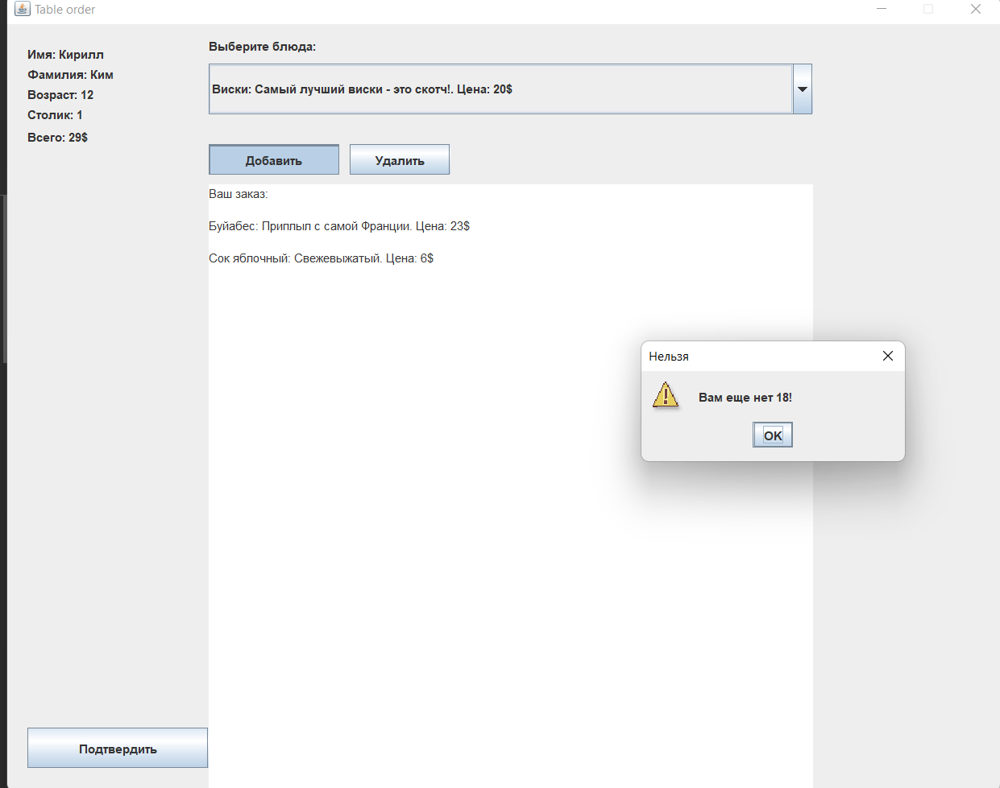 Table order
Имя: Кирилл
Фамилия: Ким
Возраст: 12
Столик: 1
Всего: 29$
Выберите блюда:
Виски: Самый лучший виски - это скотч!. Цена: 20$
Добавить
Удалить
Ваш заказ:
Буйабес: Приплыл с самой Франции. Цена: 23$
Сок яблочный: Свежевыжатый. Цена: 6$
Нельзя
Вам еще нет 18!
OK
Подтвердить